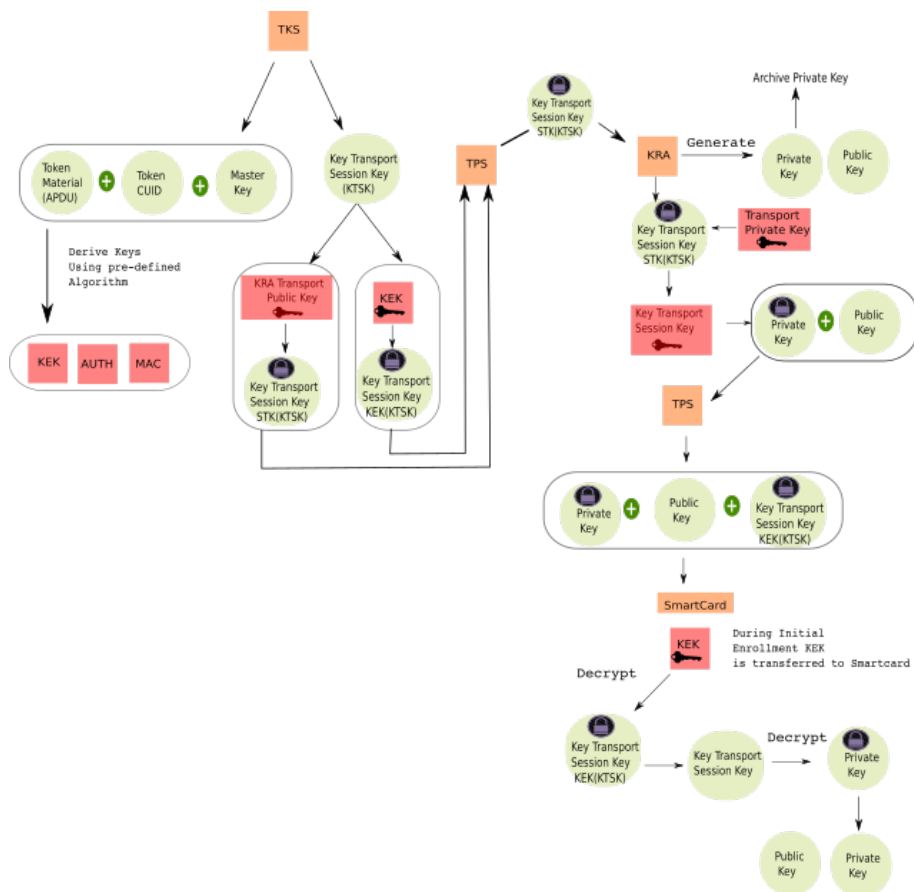 TKS
Token
Material
(APDU)
Token
CUID
Master
Key
Key Transport
Session Key
(KTSK)
Derive Keys
Using pre-defined
Algorithm
KEK
AUTH
MAC
KRA Transport
Public Key
Key Transport
Session Key
STK(KTSK)
KEK
Key Transport
Session Key
KEK(KTSK)
TPS
Key Transport
Session Key
STK(KTSK)
KRA
Generate
Archive Private Key
Private
Key
Public
Key
Key Transport
Session Key
STK(KTSK)
Transport
Private Key
Key Transport
Session Key
Private
Key
Public
Key
TPS
Private
Key
Public
Key
Key Transport
Session Key
KEK(KTSK)
SmartCard
KEK
During Initial
Enrollment KEK
is transferred to Smartcard
Decrypt
Key Transport
Session Key
KEK(KTSK)
Key Transport
Session Key
Decrypt
Private
Key
Public
Key
Private
Key